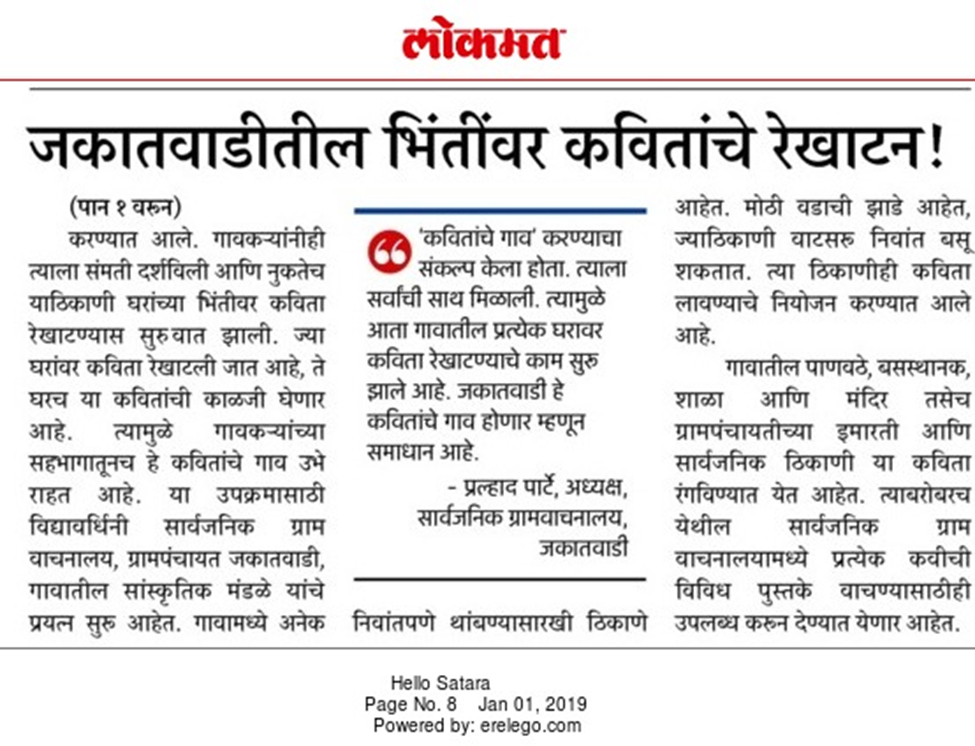 लोकमत
जकातवाडीतील भिंतींवर कवितांचे रेखाटन!
(पान १ वरून)
करण्यात आले. गावकऱ्यांनीही
त्याला संमती दर्शविली आणि नुकतेच
याठिकाणी घरांच्या भिंतीवर कविता
रेखाटण्यास सुरुवात झाली. ज्या
घरांवर कविता रेखाटली जात आहे, ते
घरच या कवितांची काळजी घेणार
आहे. त्यामुळे गावकऱ्यांच्या
सहभागातूनच हे कवितांचे गाव उभे
राहत आहे. या उपक्रमासाठी
विद्यावर्धिनी सार्वजनिक ग्राम
वाचनालय, ग्रामपंचायत जकातवाडी,
गावातील सांस्कृतिक मंडळे यांचे
प्रयत्न सुरू आहेत. गावामध्ये अनेक
'कवितांचे गाव' करण्याचा
संकल्प केला होता. त्याला
सर्वांची साथ मिळाली. त्यामुळे
आता गावातील प्रत्येक घरावर
कविता रेखाटण्याचे काम सुरू
झाले आहे. जकातवाडी हे
कवितांचे गाव होणार म्हणून
समाधान आहे.
- प्रल्हाद पार्टे, अध्यक्ष,
सार्वजनिक ग्रामवाचनालय,
जकातवाडी
निवांतपणे थांबण्यासारखी ठिकाणे
आहेत. मोठी वडाची झाडे आहेत,
ज्याठिकाणी वाटसरू निवांत बसू
शकतात. त्या ठिकाणीही कविता
लावण्याचे नियोजन करण्यात आले
आहे.
गावातील पाणवठे, बसस्थानक,
शाळा आणि मंदिर तसेच
ग्रामपंचायतीच्या इमारती आणि
सार्वजनिक ठिकाणी या कविता
रंगविण्यात येत आहेत. त्याबरोबरच
येथील सार्वजनिक ग्राम
वाचनालयामध्ये प्रत्येक कवीची
विविध पुस्तके वाचण्यासाठीही
उपलब्ध करून देण्यात येणार आहेत.
Hello Satara
Page No. 8 Jan 01, 2019
Powered by: erelego.com